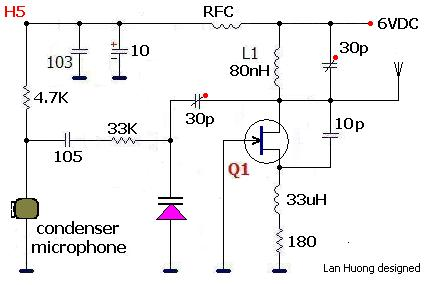 H5
RFC
6VDC
103
10
L1
80nH
30p
4.7K
30p
105
33K
10p
Q1
33uH
condenser
microphone
180
Lan Huong designed